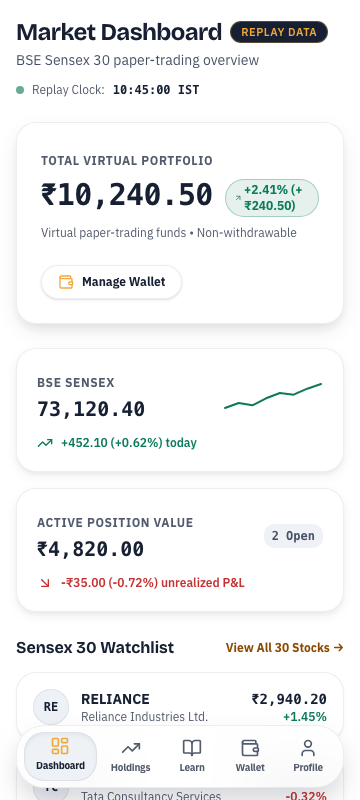 Market Dashboard REPLAY DATA
BSE Sensex 30 paper-trading overview
Replay Clock: 10:45:00 IST
TOTAL VIRTUAL PORTFOLIO
₹10,240.50 +2.41% (+
₹240.50)
Virtual paper-trading funds • Non-withdrawable
Manage Wallet
BSE SENSEX
73,120.40
+452.10 (+0.62%) today
ACTIVE POSITION VALUE
₹4,820.00
2 Open
-₹35.00 (-0.72%) unrealized P&L
Sensex 30 Watchlist View All 30 Stocks →
RE RELIANCE ₹2,940.20
Reliance Industries Ltd. +1.45%
Dashboard Holdings Learn Wallet Profile
Tata Consultancy Services -0.32%